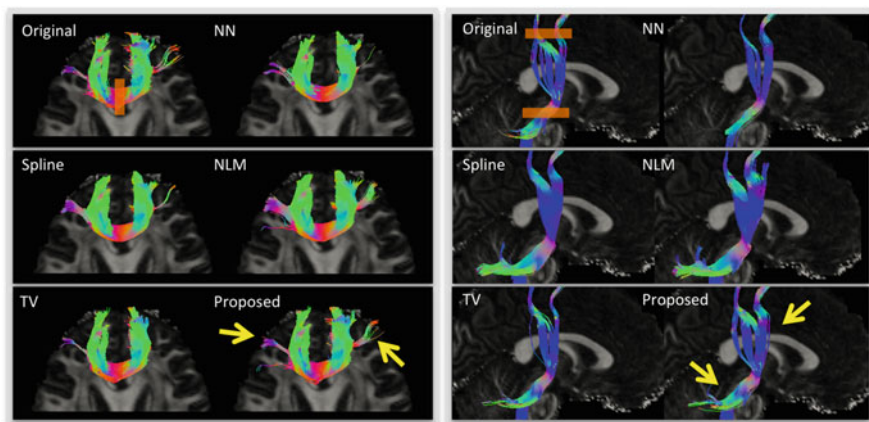 Original NN
Spline NLM
TV Proposed
Original NN
Spline NLM
TV Proposed